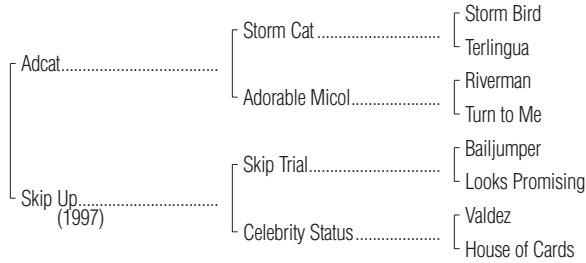 Storm Bird
Storm Cat
Terlingua
Adcat
Riverman
Adorable Micol
Turn to Me
Bailjumper
Skip Trial
Looks Promising
Skip Up
(1997)
Valdez
Celebrity Status
House of Cards